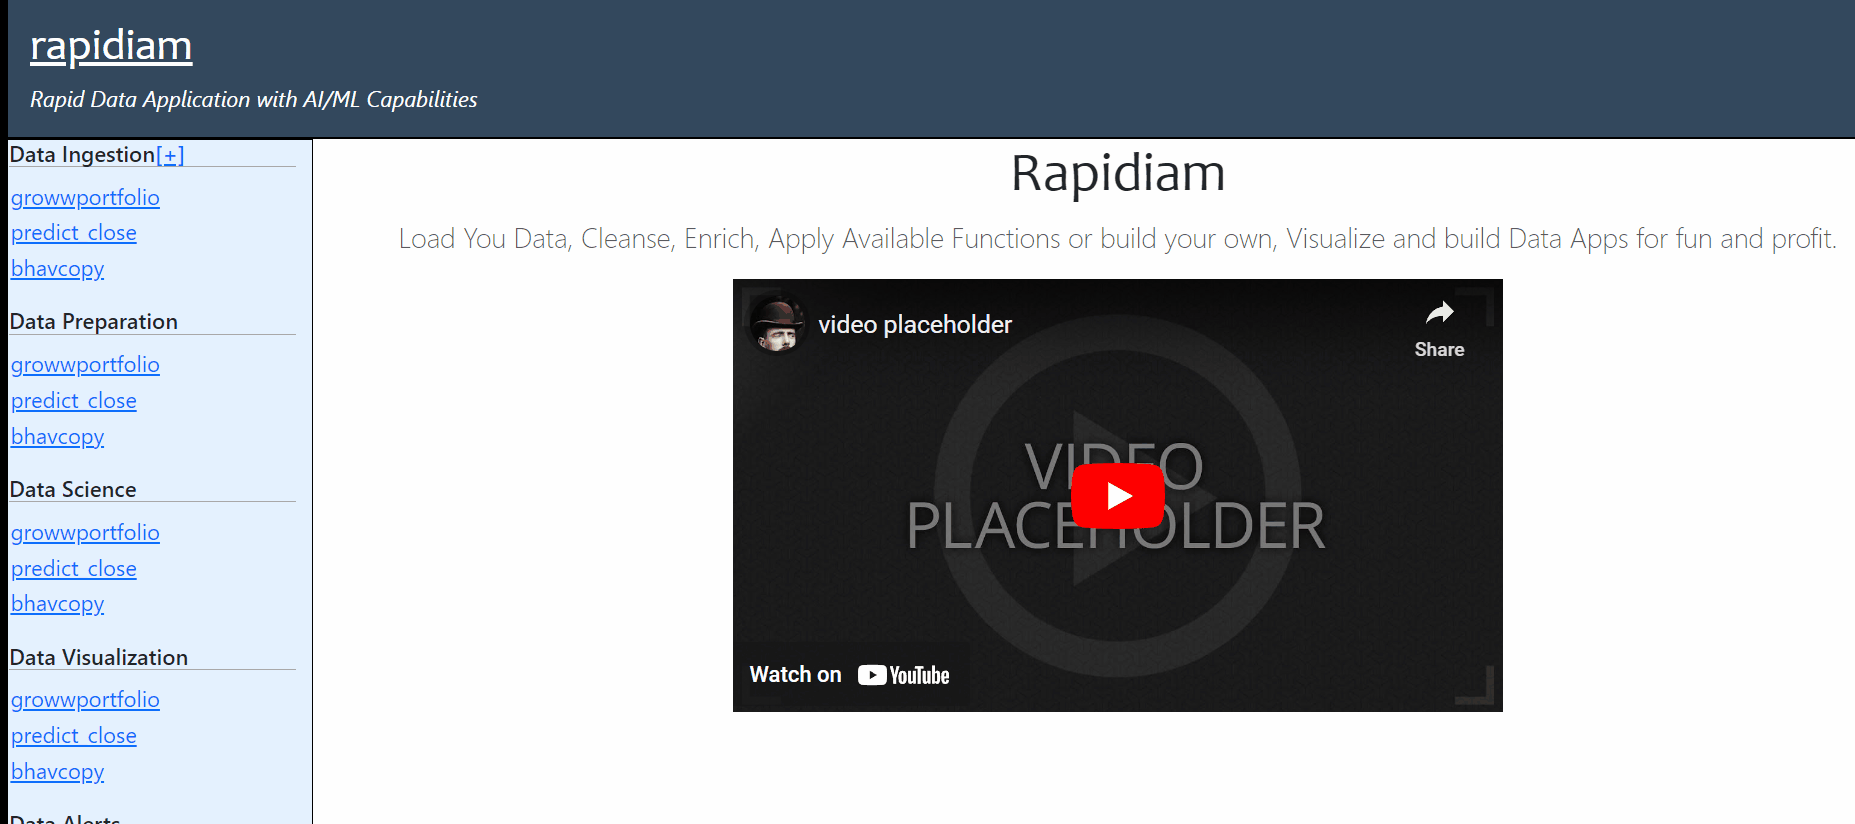 rapidiam
Rapid Data Application with AI/ML Capabilities
Data Ingestion[+]
growwportfolio
predict_close
bhavcopy
Data Preparation
growwportfolio
predict_close
bhavcopy
Data Science
growwportfolio
predict_close
bhavcopy
Data Visualization
growwportfolio
predict_close
bhavcopy
Data Alerts
Rapidiam
Load You Data, Cleanse, Enrich, Apply Available Functions or build your own, Visualize and build Data Apps for fun and profit.
video placeholder
Share
VIDEO
PLACEHOLDER
Watch on YouTube